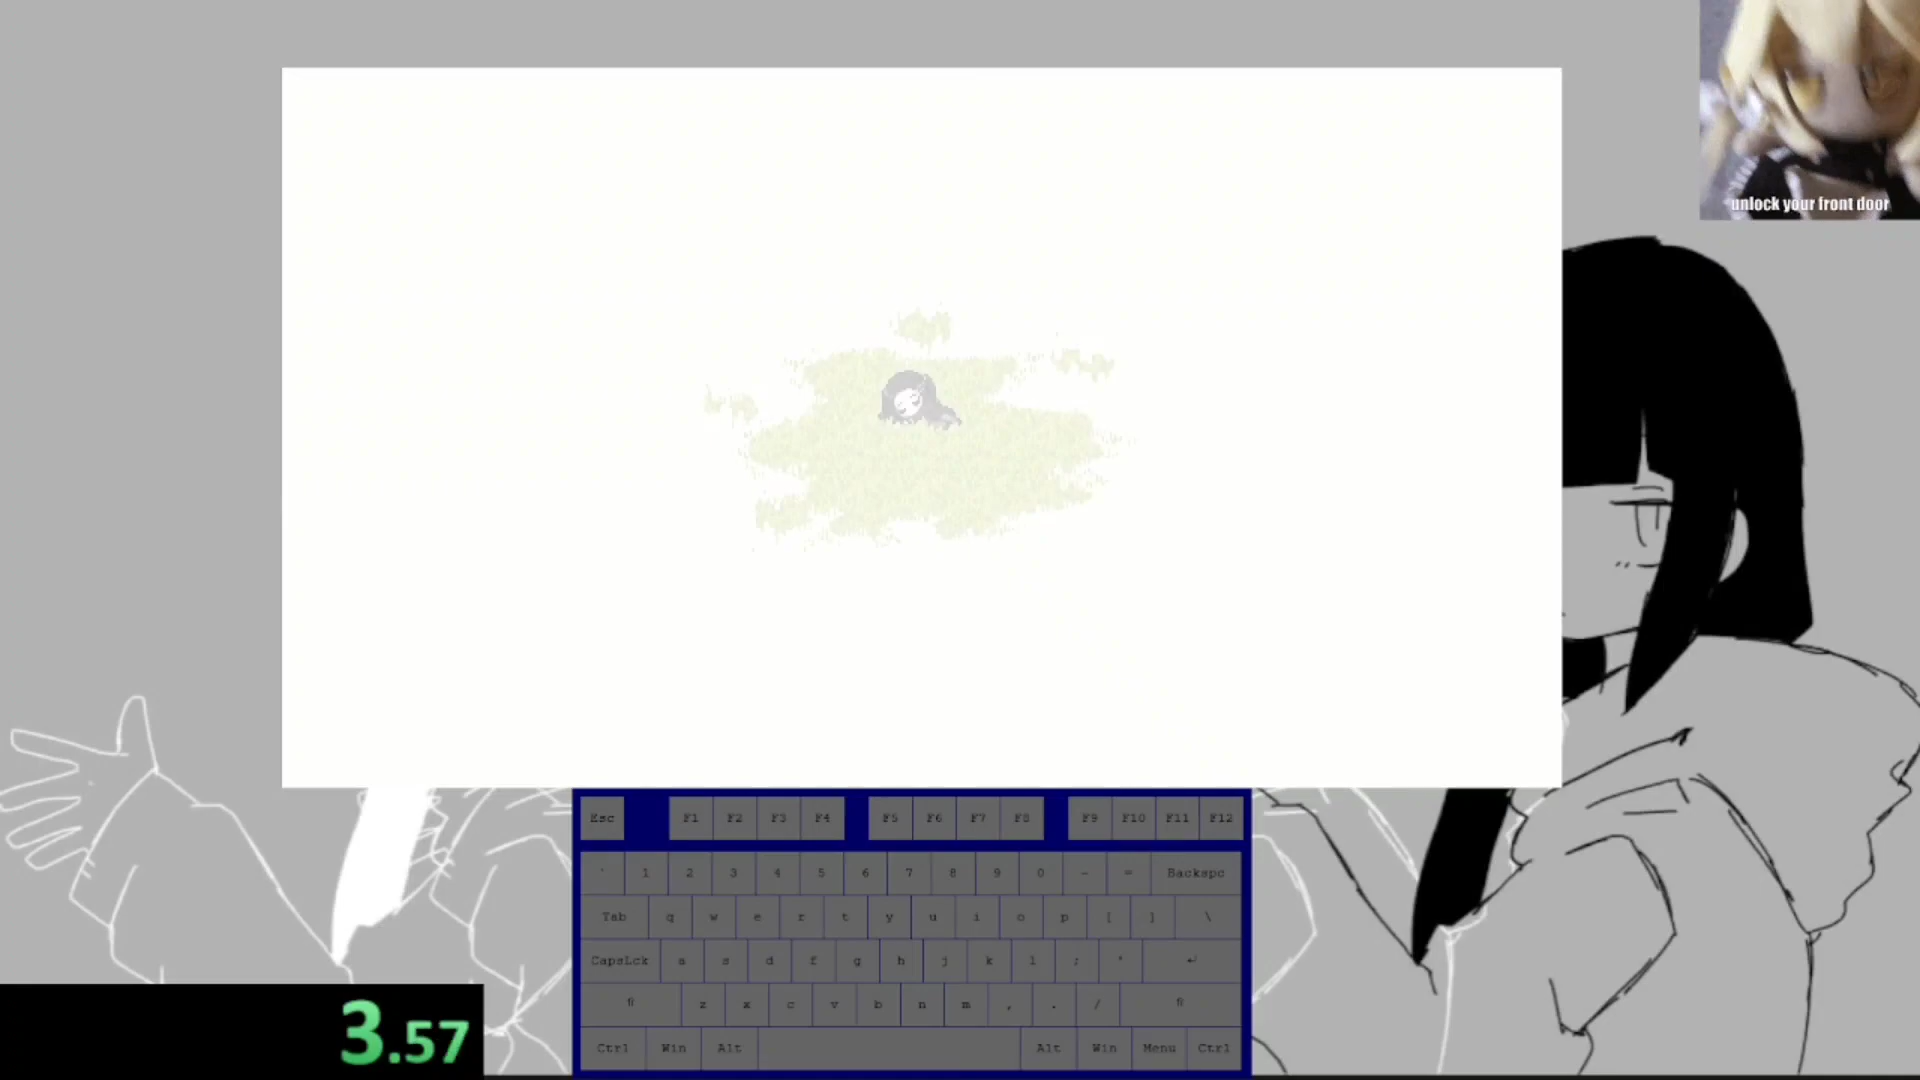 unlock your front door
Esc F1 F2 F3 F4 F5 F6 F7 F8 F9 F10 F11 F12
` 1 2 3 4 5 6 7 8 9 0 - = Backspc
Tab q w e r t y u i o p [ ] \
CapsLck a s d f g h j k l ; ' ↵
⇧ z x c v b n m , . / ⇧
Ctrl Win Alt Alt Win Menu Ctrl
3.57